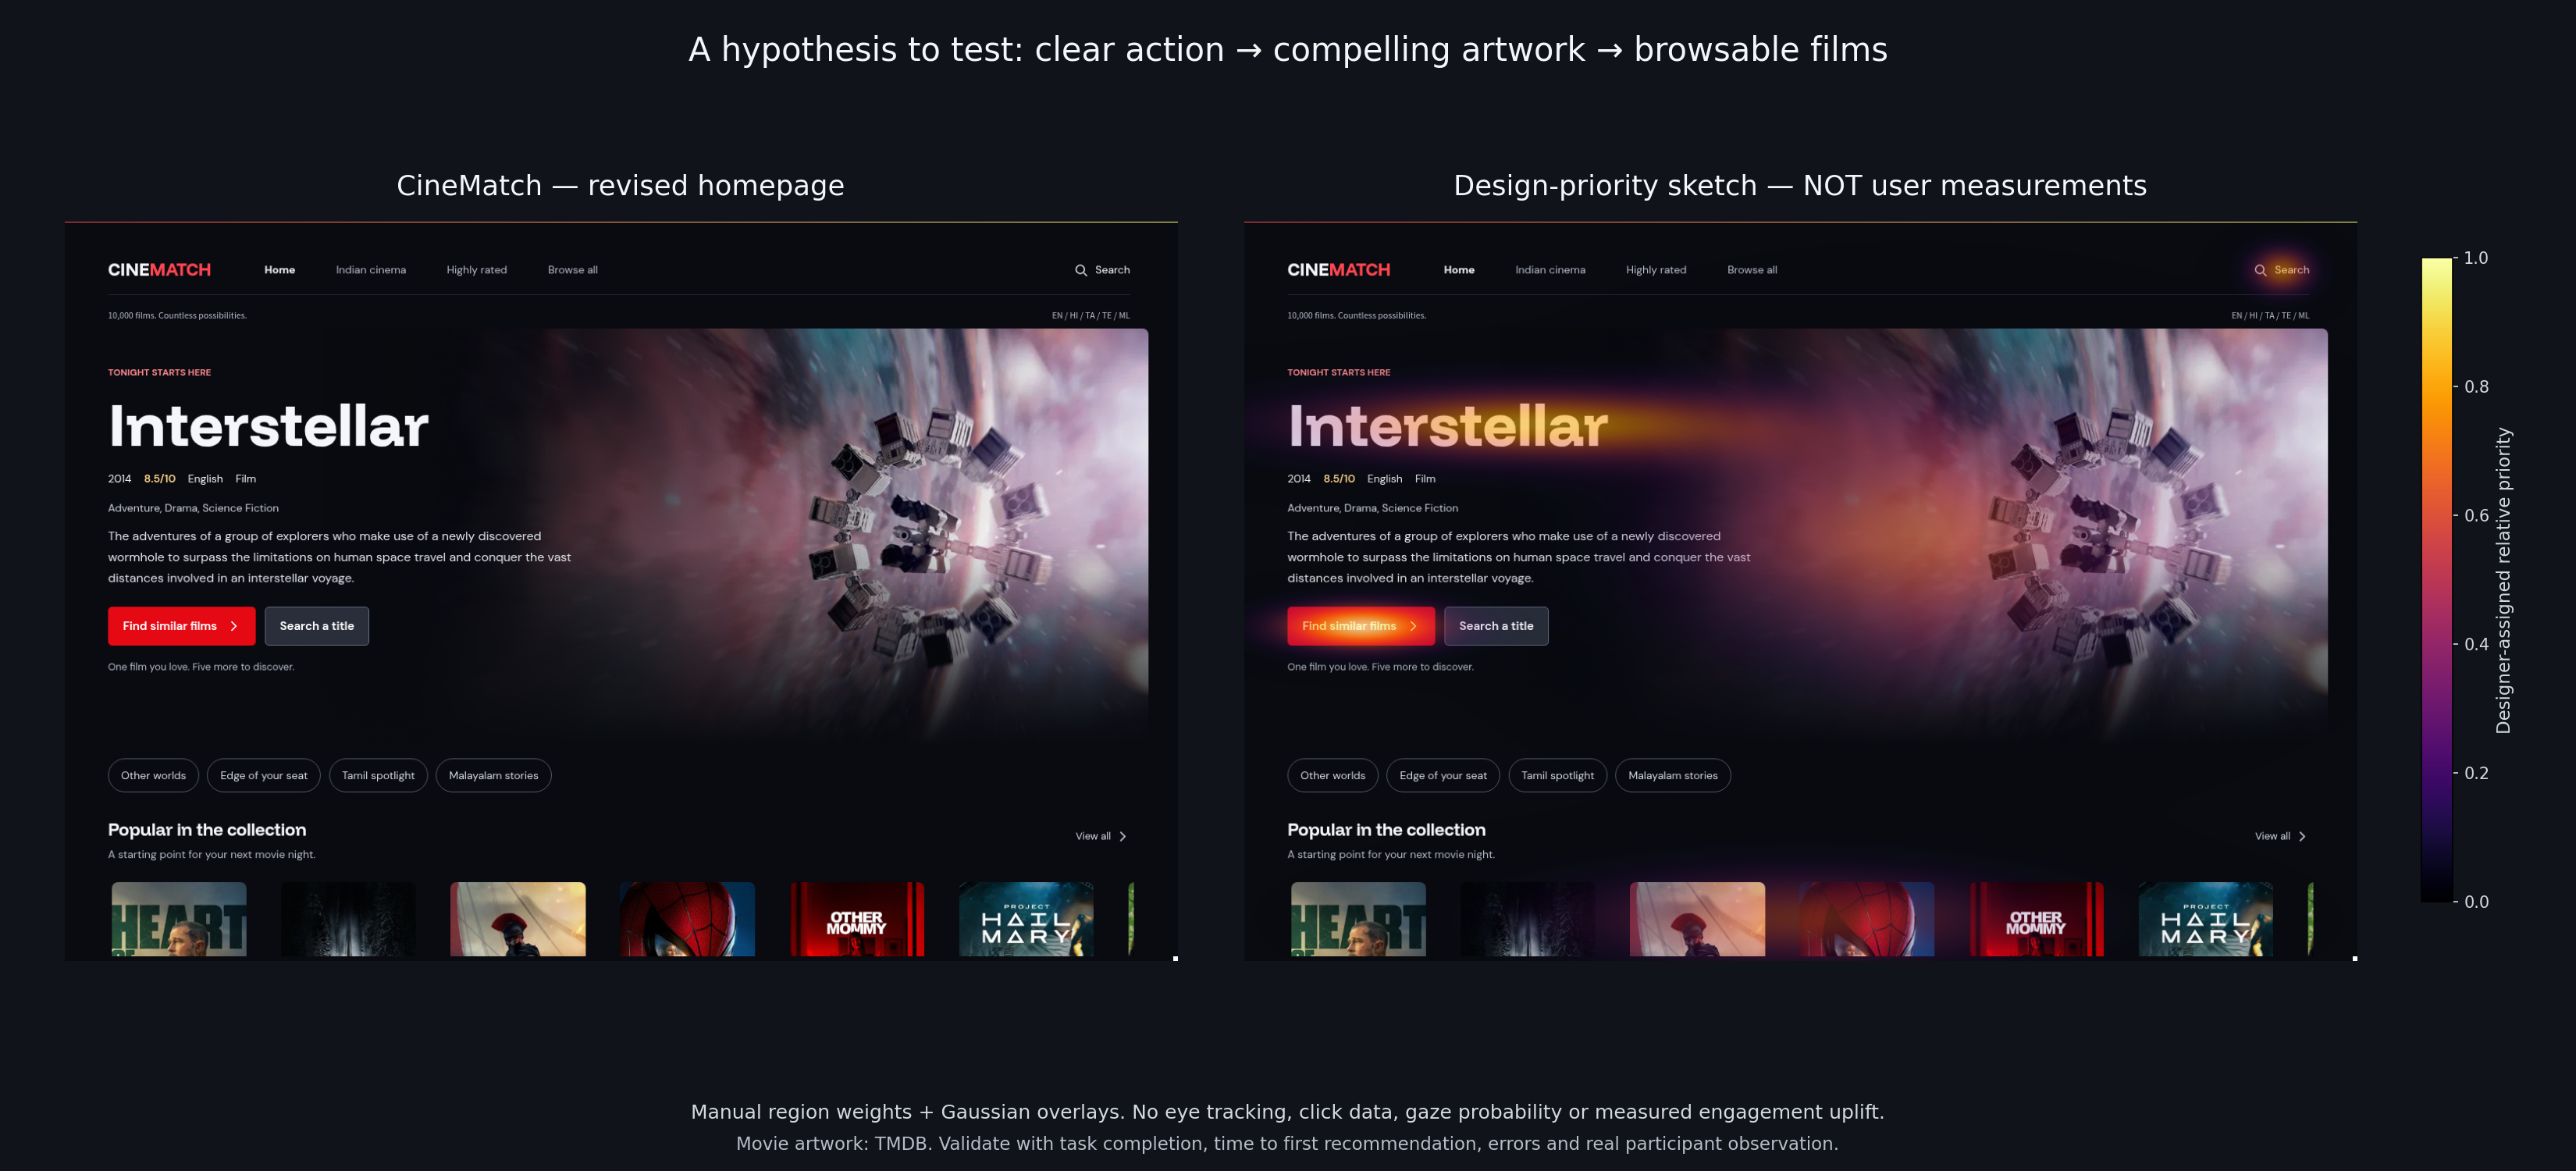 A hypothesis to test: clear action → compelling artwork → browsable films
CineMatch — revised homepage
CINEMATCH Home Indian cinema Highly rated Browse all Search
10,000 films. Countless possibilities. EN / HI / TA / TE / ML
TONIGHT STARTS HERE
Interstellar
2014 8.5/10 English Film
Adventure, Drama, Science Fiction
The adventures of a group of explorers who make use of a newly discovered
wormhole to surpass the limitations on human space travel and conquer the vast
distances involved in an interstellar voyage.
Find similar films Search a title
One film you love. Five more to discover.
Other worlds Edge of your seat Tamil spotlight Malayalam stories
Popular in the collection
View all
A starting point for your next movie night.
HEART
OF
OTHER
MOMMY
PROJECT
HAIL
MARY
Design-priority sketch — NOT user measurements
CINEMATCH Home Indian cinema Highly rated Browse all Search
10,000 films. Countless possibilities. EN / HI / TA / TE / ML
TONIGHT STARTS HERE
Interstellar
2014 8.5/10 English Film
Adventure, Drama, Science Fiction
The adventures of a group of explorers who make use of a newly discovered
wormhole to surpass the limitations on human space travel and conquer the vast
distances involved in an interstellar voyage.
Find similar films Search a title
One film you love. Five more to discover.
Other worlds Edge of your seat Tamil spotlight Malayalam stories
Popular in the collection
View all
A starting point for your next movie night.
HEART
OF
OTHER
MOMMY
PROJECT
HAIL
MARY
1.0
0.8
0.6
0.4
0.2
0.0
Designer-assigned relative priority
Manual region weights + Gaussian overlays. No eye tracking, click data, gaze probability or measured engagement uplift.
Movie artwork: TMDB. Validate with task completion, time to first recommendation, errors and real participant observation.